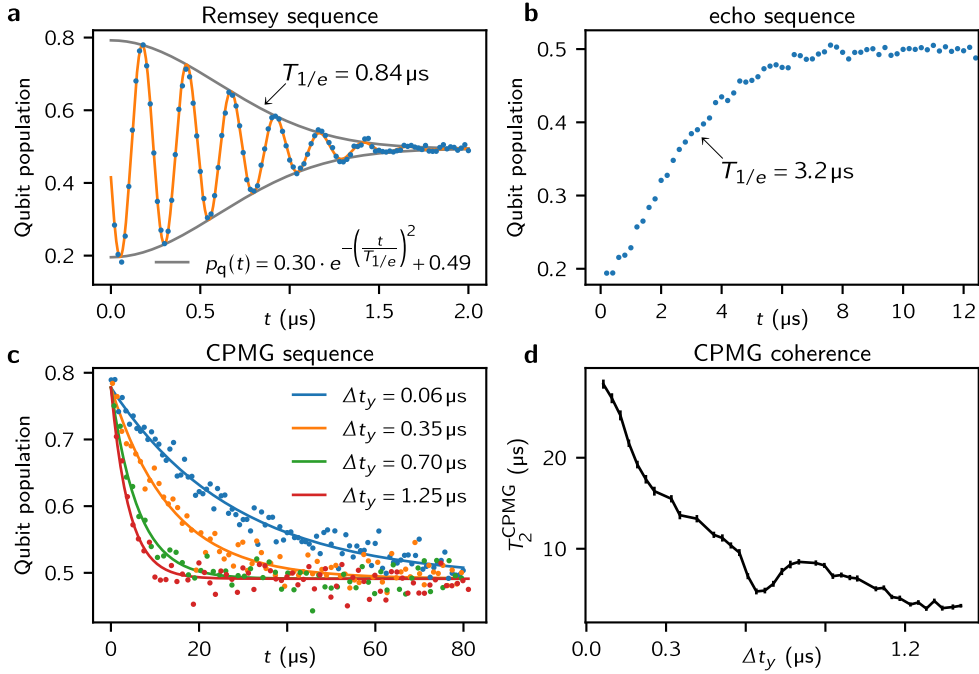 a
Remsey sequence
0.8
0.6
0.4
0.2
Qubit population
T1/e = 0.84 µs
pq(t) = 0.30 · e^−(t/T1/e)^2 + 0.49
0.0 0.5 1.0 1.5 2.0
t (µs)
b
echo sequence
0.5
0.4
0.3
0.2
Qubit population
T1/e = 3.2 µs
0 2 4 6 8 10 12
t (µs)
c
CPMG sequence
0.8
0.7
0.6
0.5
Qubit population
Δty = 0.06 µs
Δty = 0.35 µs
Δty = 0.70 µs
Δty = 1.25 µs
0 20 40 60 80
t (µs)
d
CPMG coherence
20
10
T2^CPMG (µs)
0.0 0.3 0.6 0.9 1.2
Δty (µs)